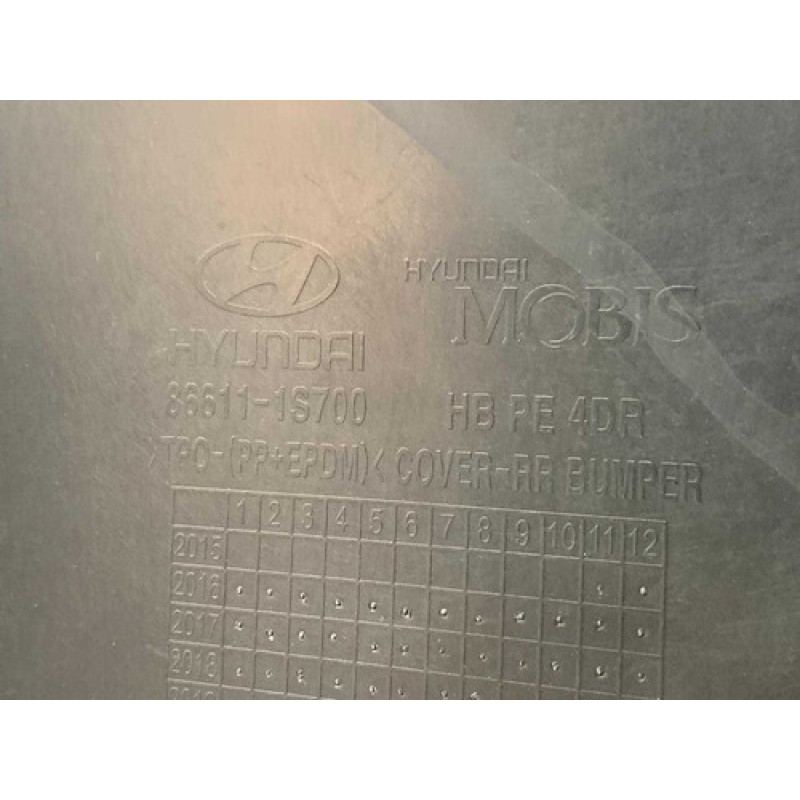 HYUNDAI
MOBIS
HYUNDAI
86611-1S700 HB PE 4DR
>TPO-(PP+EPDM)< COVER-RR BUMPER
1 2 3 4 5 6 7 8 9 10 11 12
2015
2016
2017
2018
2019